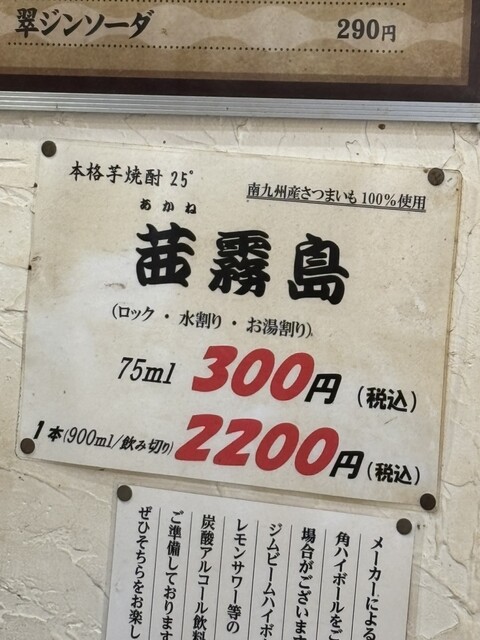 翠ジンソーダ 290円
本格芋焼酎 25°
南九州産さつまいも100%使用
あかね
茜霧島
(ロック・水割り・お湯割り)
75ml 300円 (税込)
1本(900ml/飲み切り) 2200円(税込)
メーカーによる
角ハイボールをご
場合がございます
ジムビームハイボ
レモンサワー等の
炭酸アルコール飲料
ご準備しております
ぜひそちらをお楽し